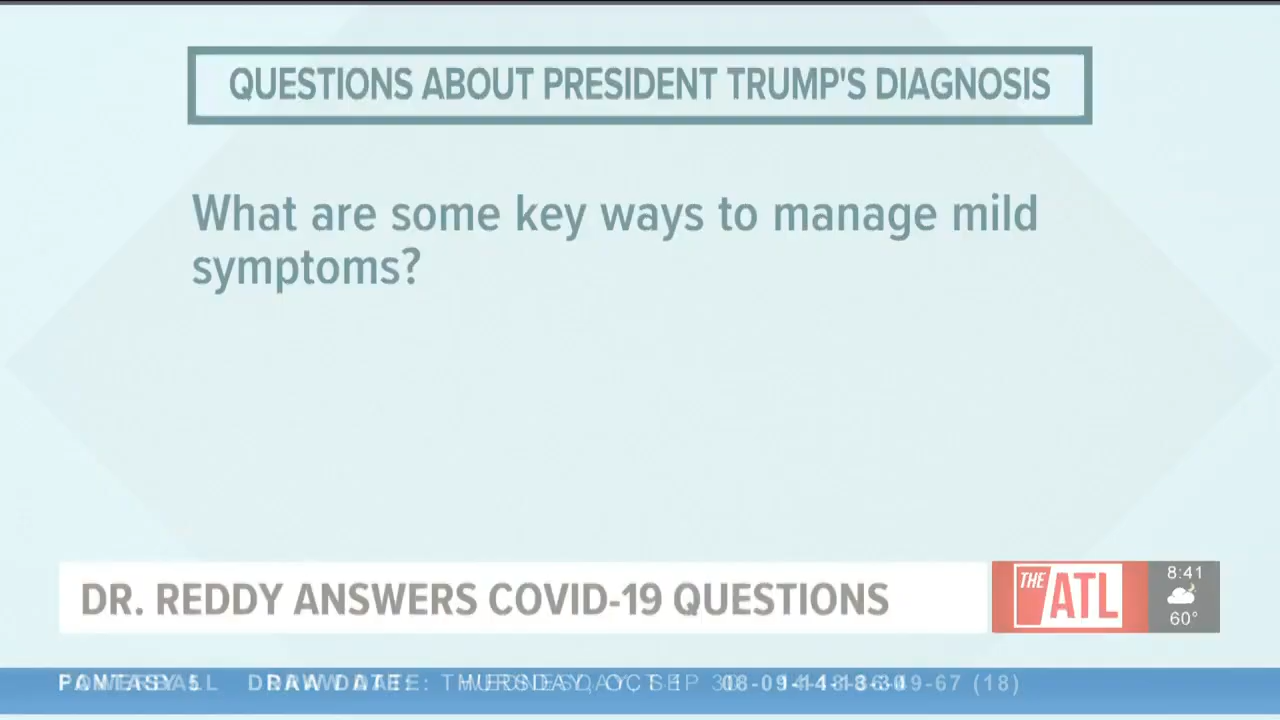 QUESTIONS ABOUT PRESIDENT TRUMP'S DIAGNOSIS
What are some key ways to manage mild
symptoms?
DR. REDDY ANSWERS COVID-19 QUESTIONS
THE ATL
8:41
60°